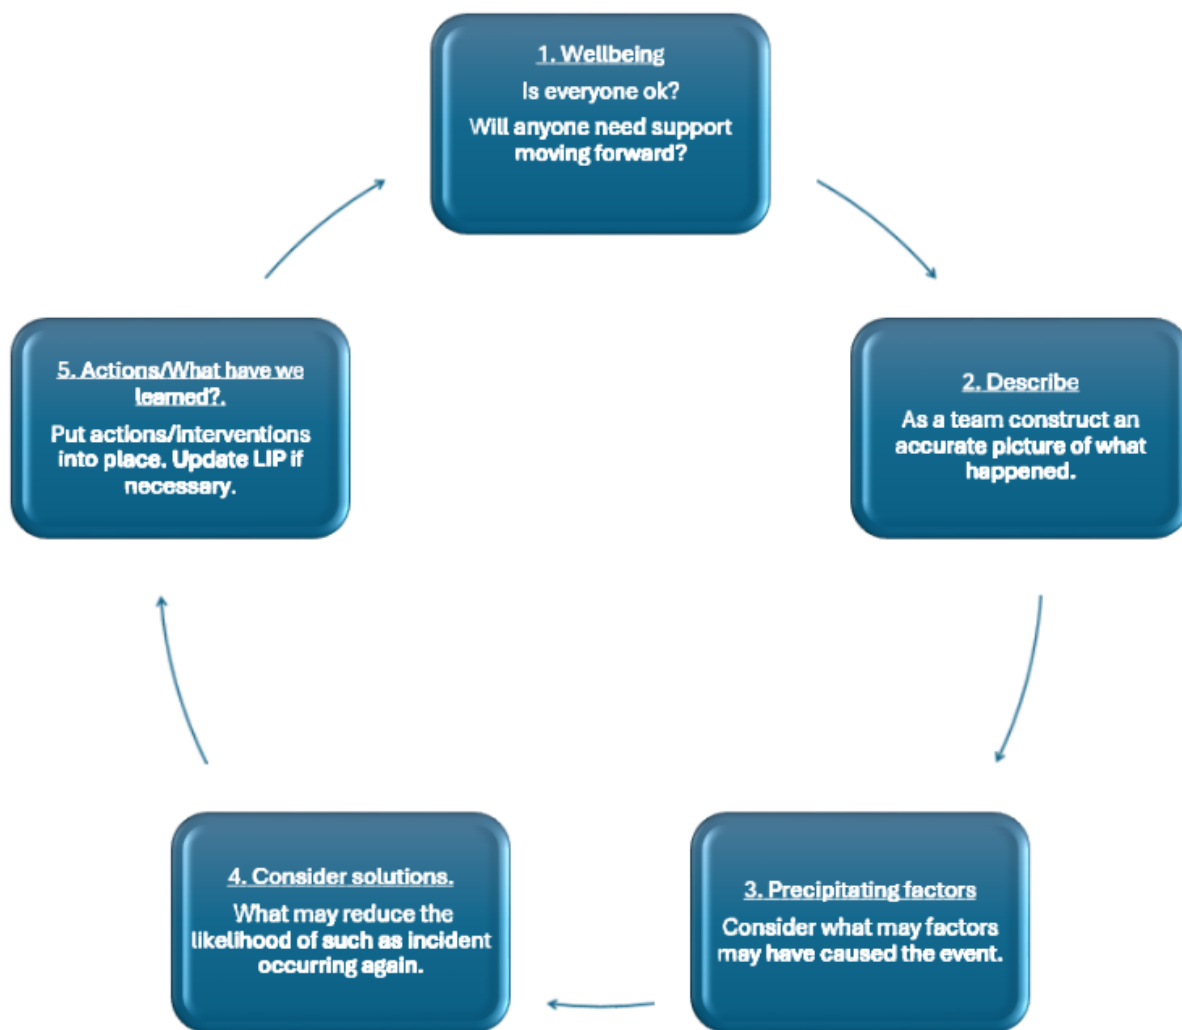 1. Wellbeing
Is everyone ok?
Will anyone need support
moving forward?
2. Describe
As a team construct an
accurate picture of what
happened.
3. Precipitating factors
Consider what may factors
may have caused the event.
4. Consider solutions.
What may reduce the
likelihood of such as incident
occurring again.
5. Actions/What have we
learned?.
Put actions/interventions
into place. Update LIP if
necessary.